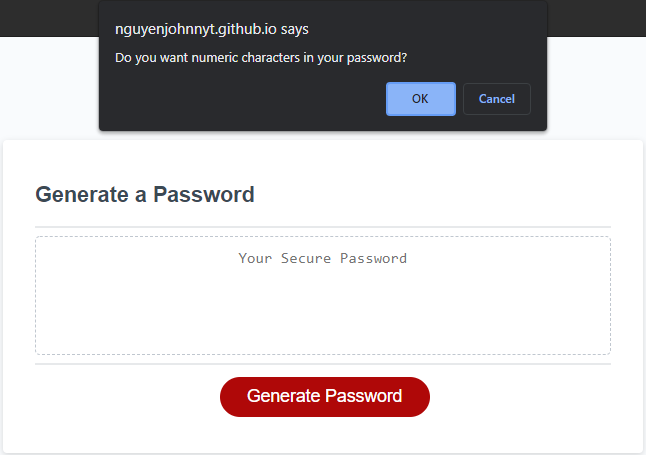 nguyenjohnnyt.github.io says
Do you want numeric characters in your password?
OK
Cancel
Generate a Password
Your Secure Password
Generate Password